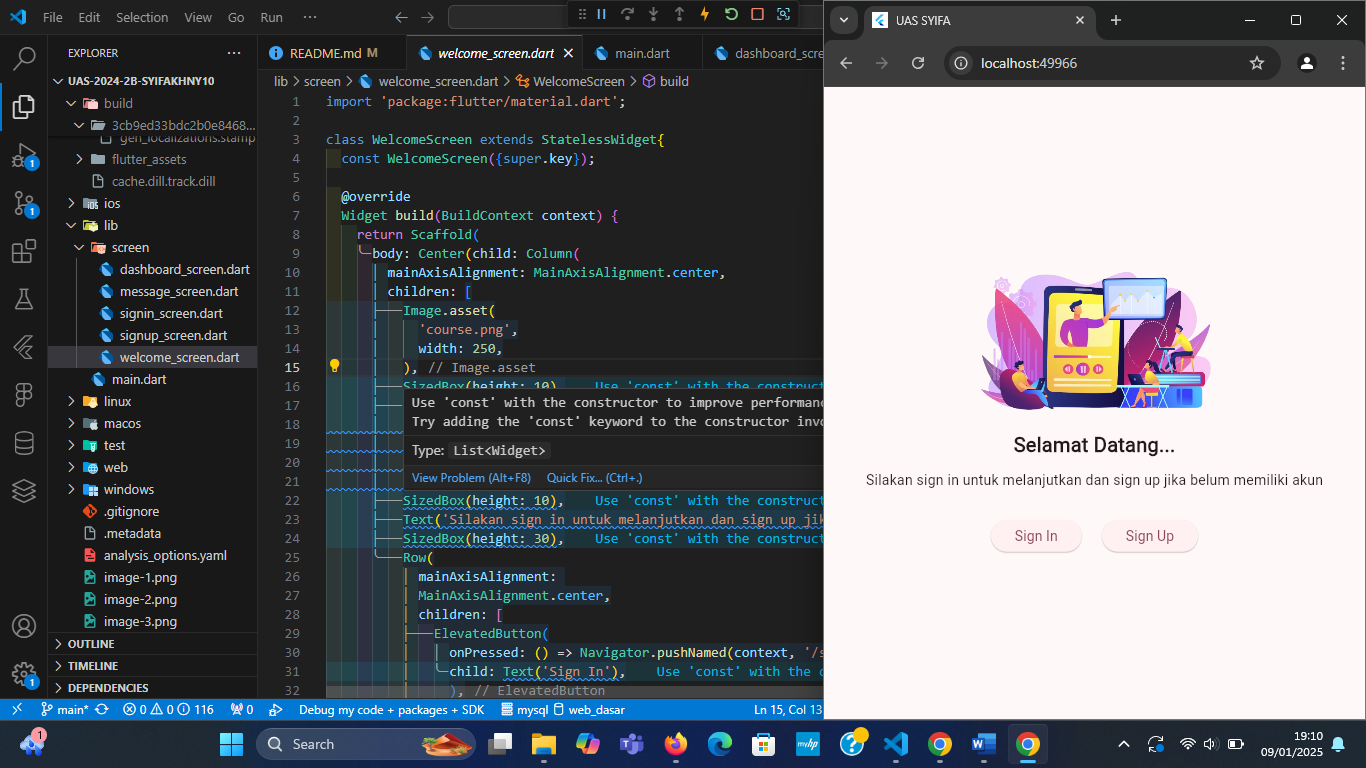 File Edit Selection View Go Run ···
UAS SYIFA
localhost:49966
EXPLORER ···
UAS-2024-2B-SYIFAKHNY10
build
3cb9ed33bdc2b0e8468...
gen_localizations.stamp
flutter_assets
cache.dill.track.dill
ios
lib
screen
dashboard_screen.dart
message_screen.dart
signin_screen.dart
signup_screen.dart
welcome_screen.dart
main.dart
linux
macos
test
web
windows
.gitignore
.metadata
analysis_options.yaml
image-1.png
image-2.png
image-3.png
OUTLINE
TIMELINE
DEPENDENCIES
README.md M welcome_screen.dart main.dart dashboard_scre
lib > screen > welcome_screen.dart > WelcomeScreen > build
1 import 'package:flutter/material.dart';
2
3 class WelcomeScreen extends StatelessWidget{
4 const WelcomeScreen({super.key});
5
6 @override
7 Widget build(BuildContext context) {
8 return Scaffold(
9 body: Center(child: Column(
10 mainAxisAlignment: MainAxisAlignment.center,
11 children: [
12 Image.asset(
13 'course.png',
14 width: 250,
15 ), // Image.asset
16 SizedBox(height: 10), Use 'const' with the construct
17 Use 'const' with the constructor to improve performanc
18 Try adding the 'const' keyword to the constructor invo
19
20 Type: List<Widget>
21 View Problem (Alt+F8) Quick Fix... (Ctrl+.)
22 SizedBox(height: 10), Use 'const' with the construct
23 Text('Silakan sign in untuk melanjutkan dan sign up jik
24 SizedBox(height: 30), Use 'const' with the construct
25 Row(
26 mainAxisAlignment:
27 MainAxisAlignment.center,
28 children: [
29 ElevatedButton(
30 onPressed: () => Navigator.pushNamed(context, '/s
31 child: Text('Sign In'), Use 'const' with the c
32 ), // ElevatedButton
Selamat Datang...
Silakan sign in untuk melanjutkan dan sign up jika belum memiliki akun
Sign In Sign Up
main* 0 0 116 0 Debug my code + packages + SDK mysql web_dasar Ln 15, Col 13
1 1 1
1 Search myhp 19:10
09/01/2025